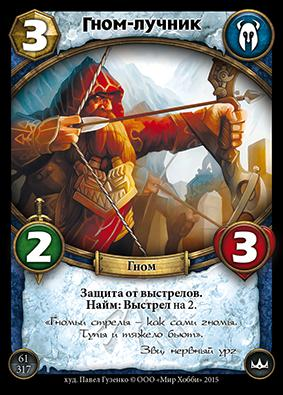 3
Гном-лучник
2
Гном
3
Защита от выстрелов.
Найм: Выстрел на 2.
«Гномьи стрелы – как сами гномы.
Тупы и тяжело бьют».
Зви, нервный ург
61
317
худ. Павел Гузенко © ООО «Мир Хобби» 2015